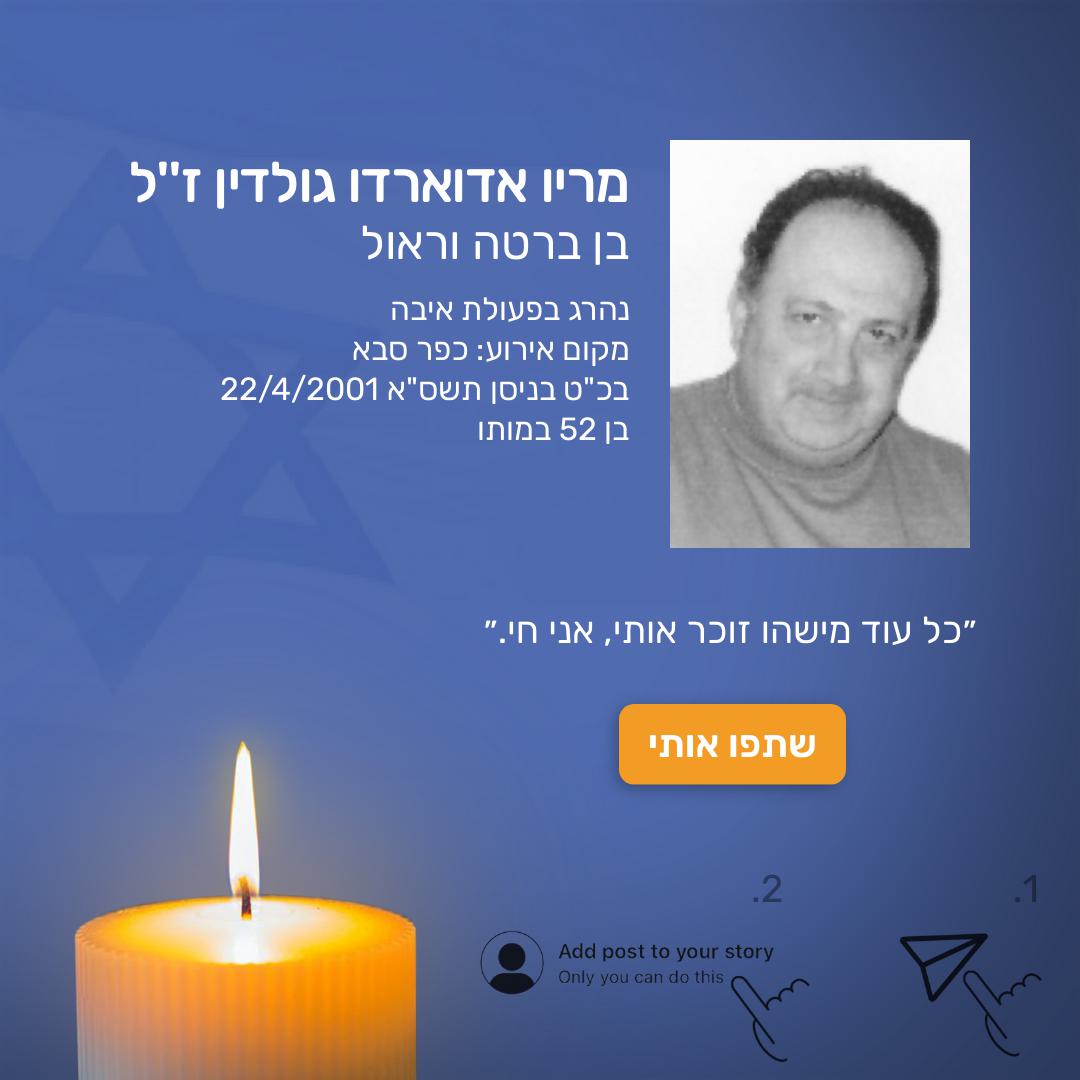 מריו אדוארדו גולדין ז"ל
בן ברטה וראול
נהרג בפעולת איבה
מקום אירוע: כפר סבא
בכ"ט בניסן תשס"א 22/4/2001
בן 52 במותו
״כל עוד מישהו זוכר אותי, אני חי.״
שתפו אותי
1.
2.
Add post to your story
Only you can do this